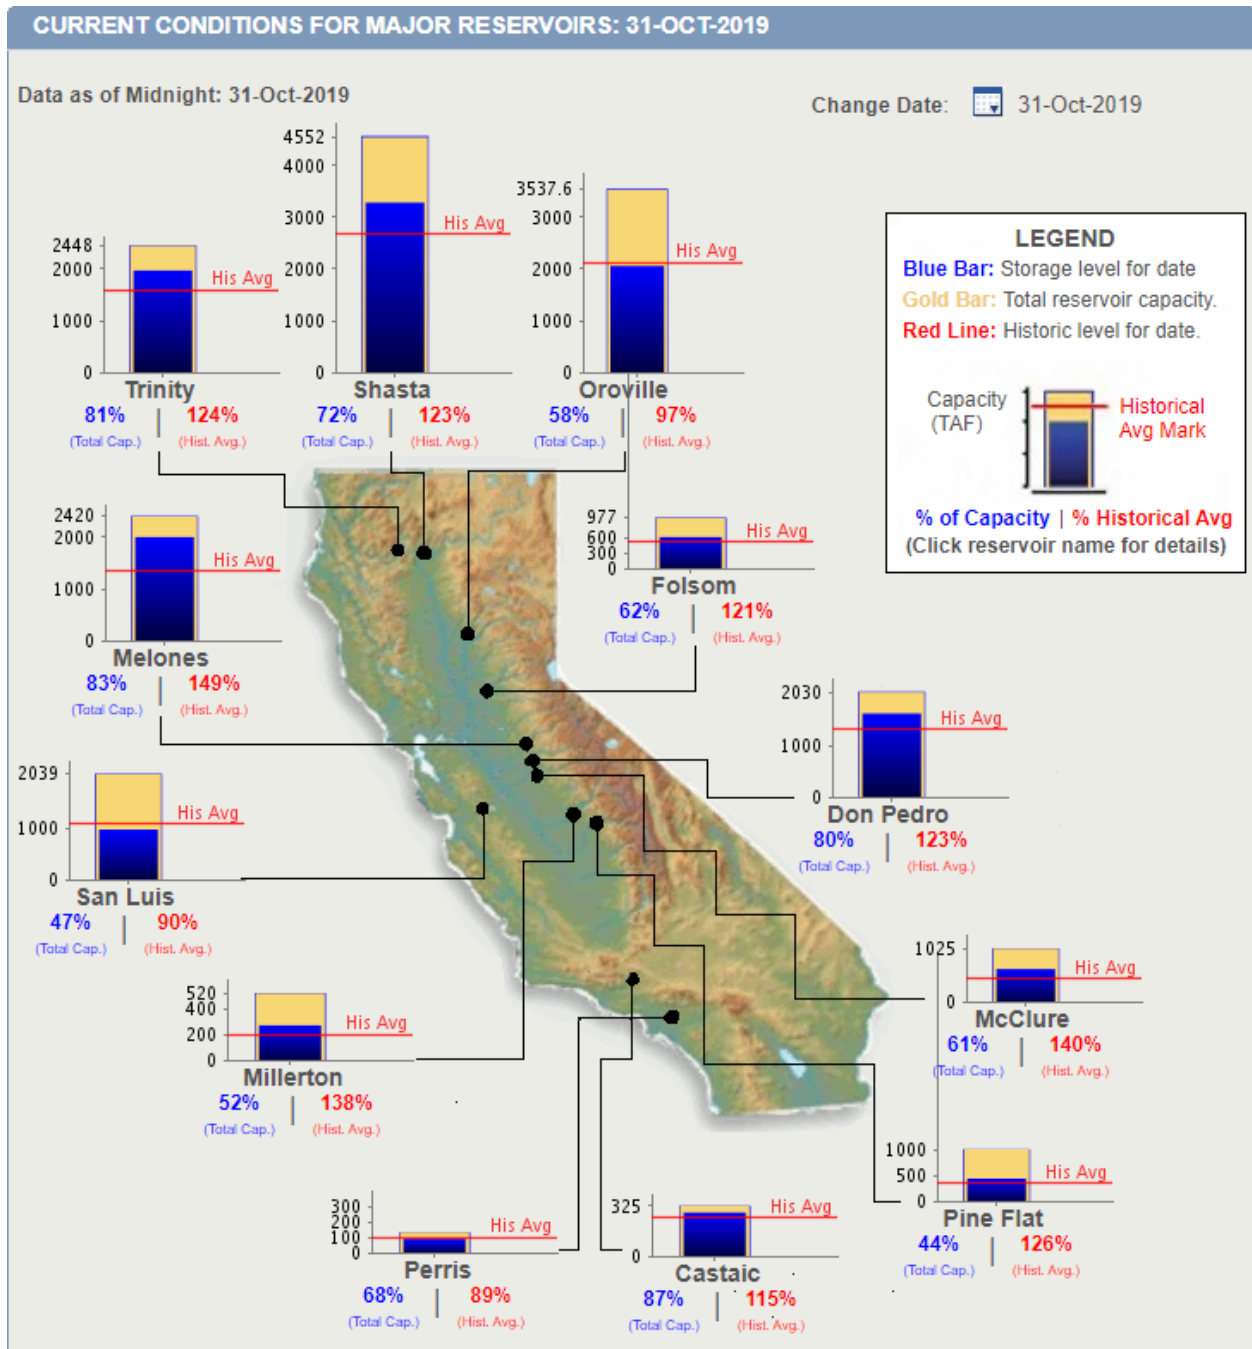 CURRENT CONDITIONS FOR MAJOR RESERVOIRS: 31-OCT-2019
Data as of Midnight: 31-Oct-2019
Change Date: 31-Oct-2019
2448
2000
1000
0
His Avg
Trinity
81% | 124%
(Total Cap.) (Hist. Avg.)
4552
4000
3000
2000
1000
0
His Avg
Shasta
72% | 123%
(Total Cap.) (Hist. Avg.)
3537.6
3000
2000
1000
0
His Avg
Oroville
58% | 97%
(Total Cap.) (Hist. Avg.)
LEGEND
Blue Bar: Storage level for date
Gold Bar: Total reservoir capacity.
Red Line: Historic level for date.
Capacity
(TAF)
Historical
Avg Mark
% of Capacity | % Historical Avg
(Click reservoir name for details)
2420
2000
1000
0
His Avg
Melones
83% | 149%
(Total Cap.) (Hist. Avg.)
977
600
300
0
His Avg
Folsom
62% | 121%
(Total Cap.) (Hist. Avg.)
2030
1000
0
His Avg
Don Pedro
80% | 123%
(Total Cap.) (Hist. Avg.)
2039
1000
0
His Avg
San Luis
47% | 90%
(Total Cap.) (Hist. Avg.)
1025
0
His Avg
McClure
61% | 140%
(Total Cap.) (Hist. Avg.)
520
400
200
0
His Avg
Millerton
52% | 138%
(Total Cap.) (Hist. Avg.)
1000
500
0
His Avg
Pine Flat
44% | 126%
(Total Cap.) (Hist. Avg.)
300
200
100
0
His Avg
Perris
68% | 89%
(Total Cap.) (Hist. Avg.)
325
0
His Avg
Castaic
87% | 115%
(Total Cap.) (Hist. Avg.)